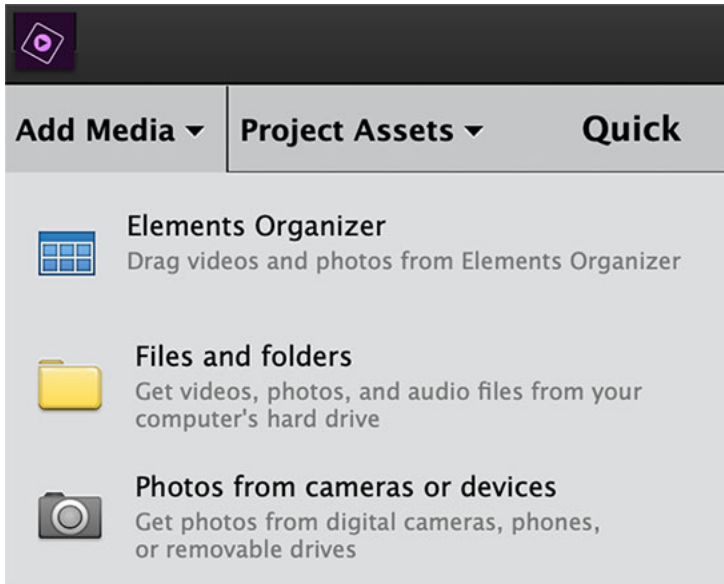 Add Media Project Assets Quick
Elements Organizer
Drag videos and photos from Elements Organizer
Files and folders
Get videos, photos, and audio files from your
computer's hard drive
Photos from cameras or devices
Get photos from digital cameras, phones,
or removable drives